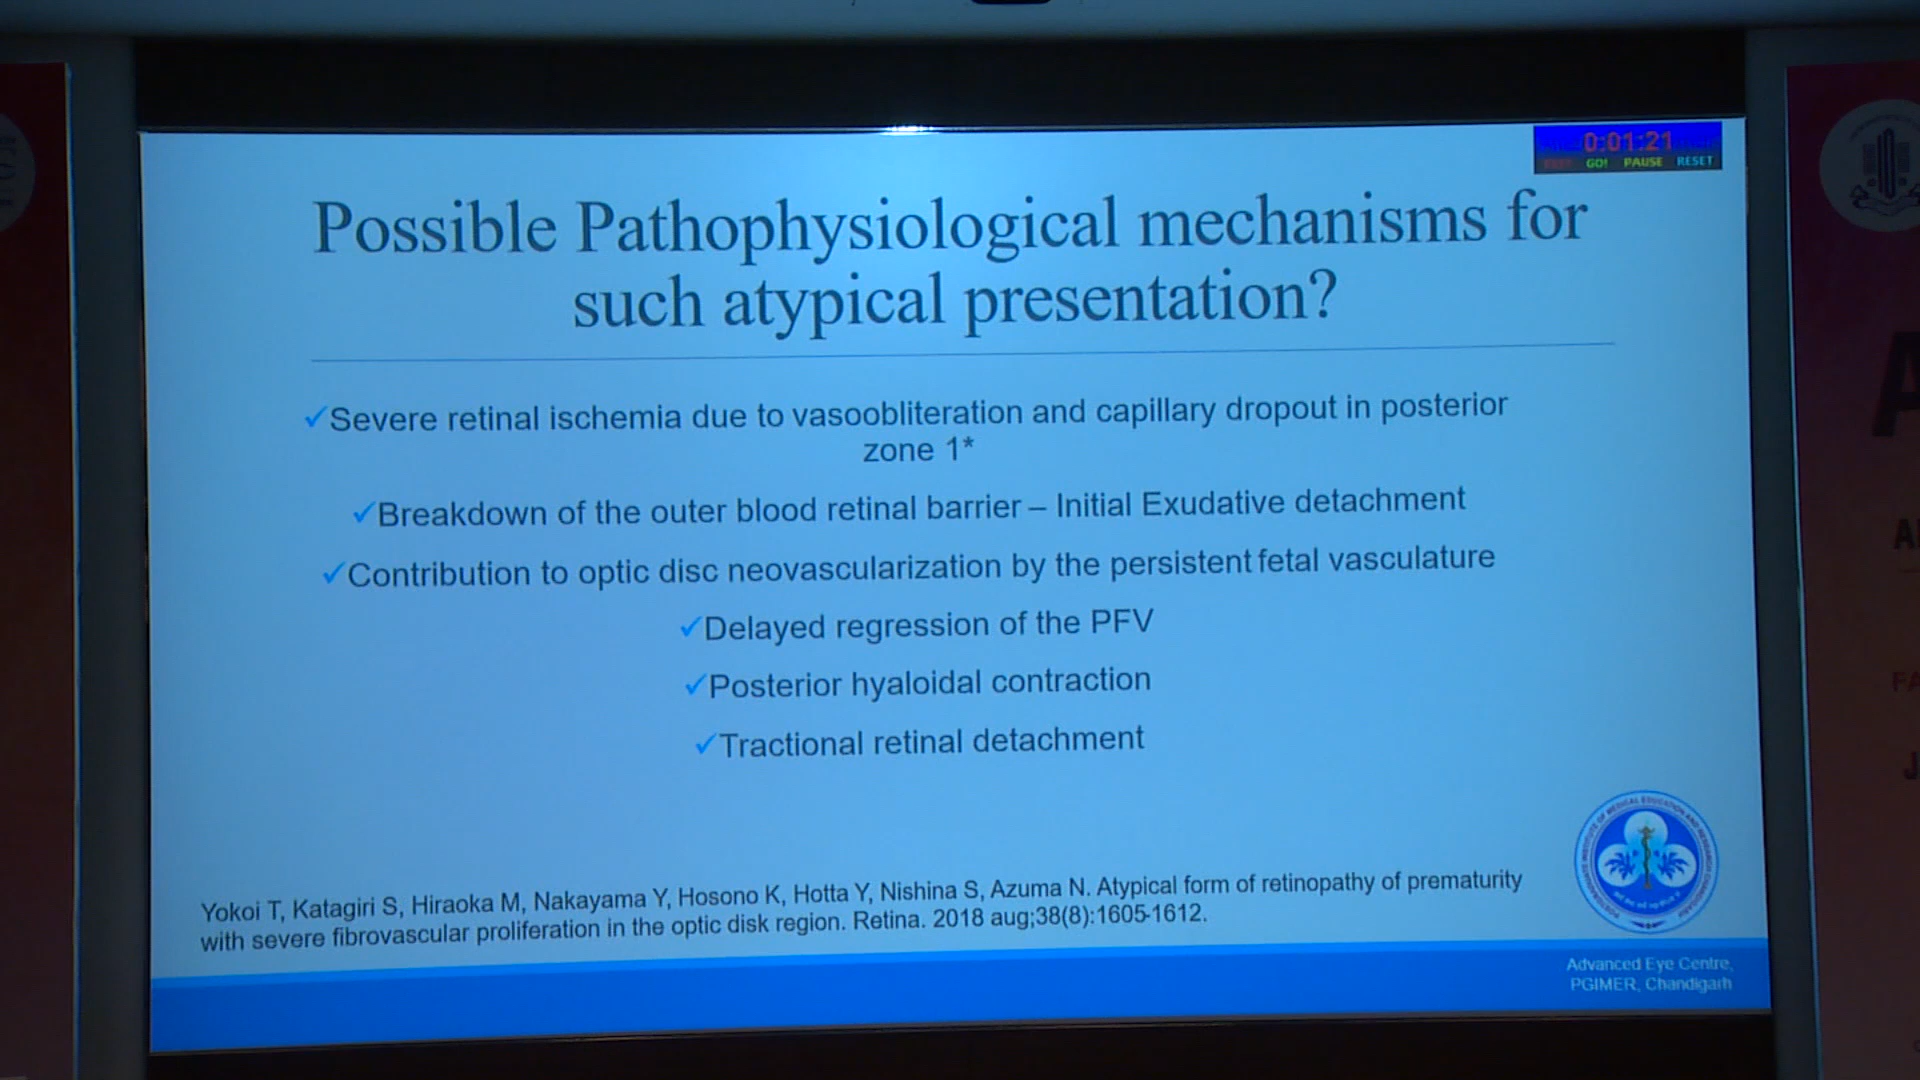 0:01:21
GO! PAUSE RESET
Possible Pathophysiological mechanisms for
such atypical presentation?
✓Severe retinal ischemia due to vasoobliteration and capillary dropout in posterior
zone 1*
✓Breakdown of the outer blood retinal barrier – Initial Exudative detachment
✓Contribution to optic disc neovascularization by the persistent fetal vasculature
✓Delayed regression of the PFV
✓Posterior hyaloidal contraction
✓Tractional retinal detachment
Yokoi T, Katagiri S, Hiraoka M, Nakayama Y, Hosono K, Hotta Y, Nishina S, Azuma N. Atypical form of retinopathy of prematurity
with severe fibrovascular proliferation in the optic disk region. Retina. 2018 aug;38(8):1605-1612.
Advanced Eye Centre,
PGIMER, Chandigarh